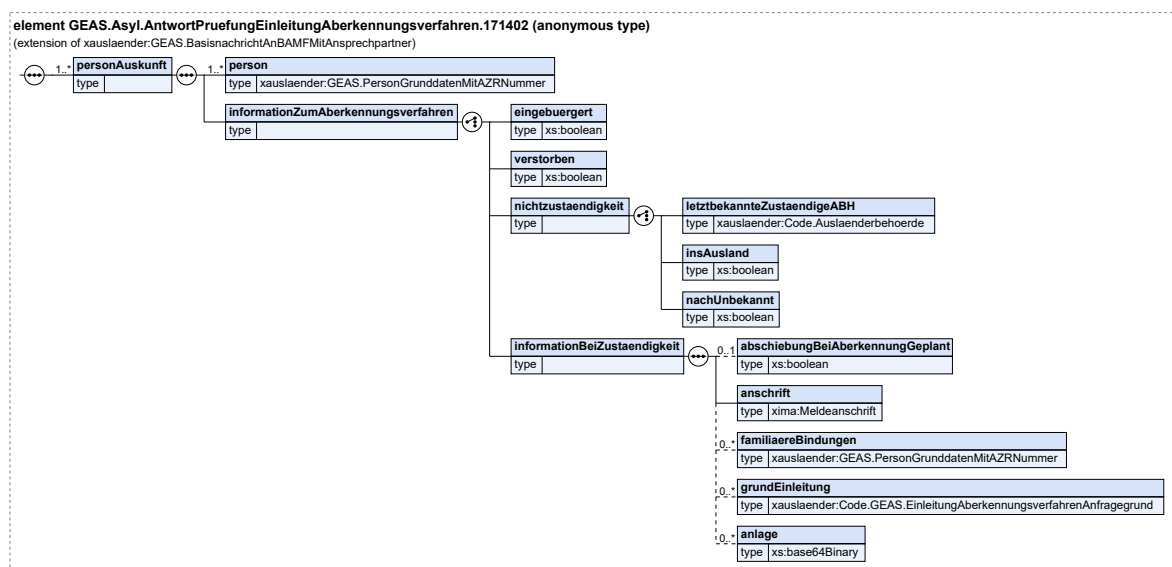 element GEAS.Asyl.AntwortPruefungEinleitungAberkennungsverfahren.171402 (anonymous type)
(extension of xauslaender:GEAS.BasisnachrichtAnBAMFMitAnsprechpartner)
1..* personAuskunft
type
1..* person
type xauslaender:GEAS.PersonGrunddatenMitAZRNummer
informationZumAberkennungsverfahren
type
eingebuergert
type xs:boolean
verstorben
type xs:boolean
nichtzustaendigkeit
type
letztbekannteZustaendigeABH
type xauslaender:Code.Auslaenderbehoerde
insAusland
type xs:boolean
nachUnbekannt
type xs:boolean
informationBeiZustaendigkeit
type
0..1 abschiebungBeiAberkennungGeplant
type xs:boolean
anschrift
type xima:Meldeanschrift
0..* familiaereBindungen
type xauslaender:GEAS.PersonGrunddatenMitAZRNummer
0..* grundEinleitung
type xauslaender:Code.GEAS.EinleitungAberkennungsverfahrenAnfragegrund
0..* anlage
type xs:base64Binary